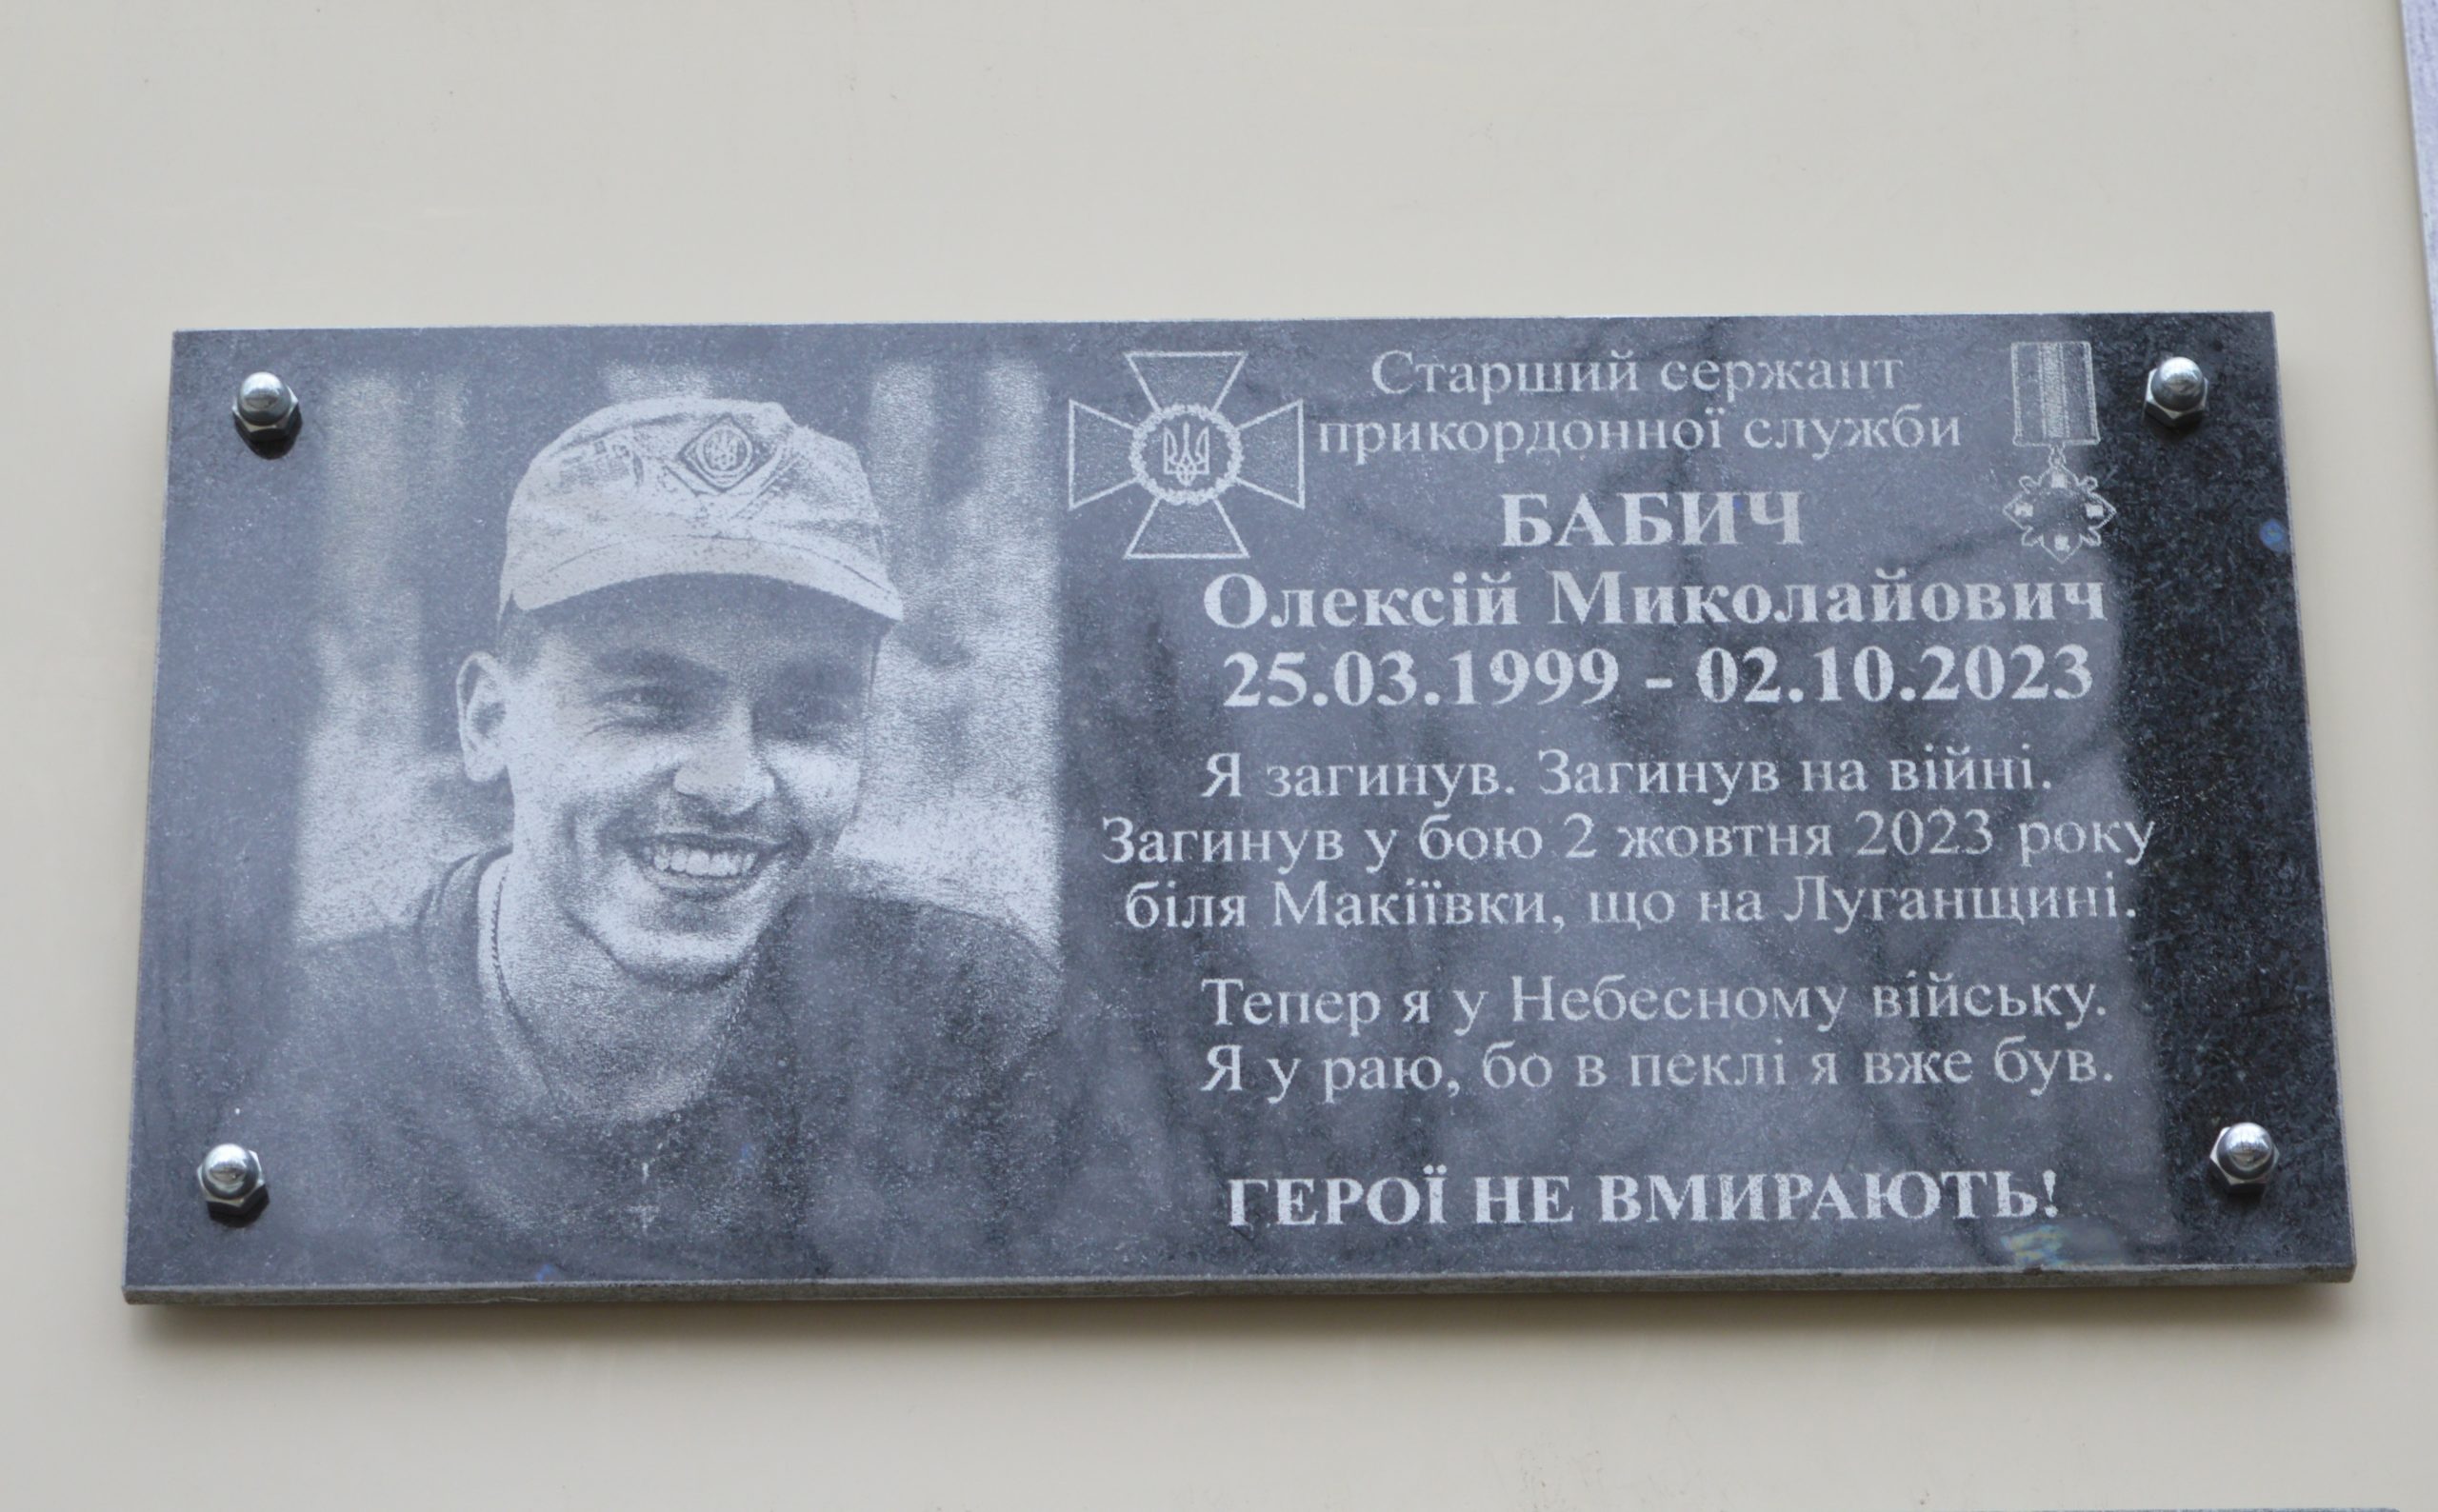 Старший сержант
прикордонної служби
БАБИЧ
Олексій Миколайович
25.03.1999 - 02.10.2023
Я загинув. Загинув на війні.
Загинув у бою 2 жовтня 2023 року
біля Макіївки, що на Луганщині.
Тепер я у Небесному війську.
Я у раю, бо в пеклі я вже був.
ГЕРОЇ НЕ ВМИРАЮТЬ!